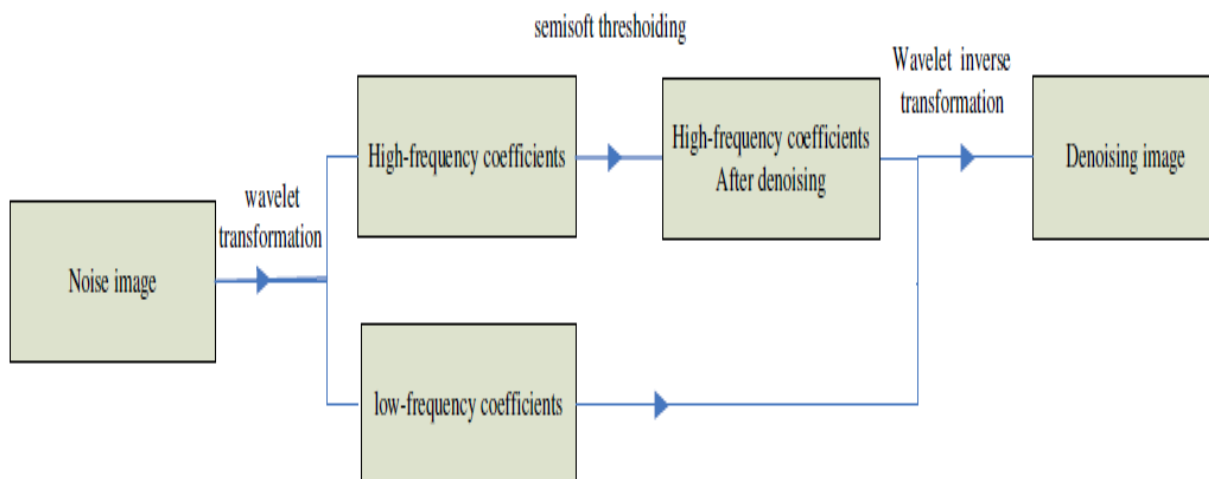 semisoft threshoiding
Wavelet inverse
transformation
High-frequency coefficients
High-frequency coefficients
After denoising
Denoising image
wavelet
transformation
Noise image
low-frequency coefficients